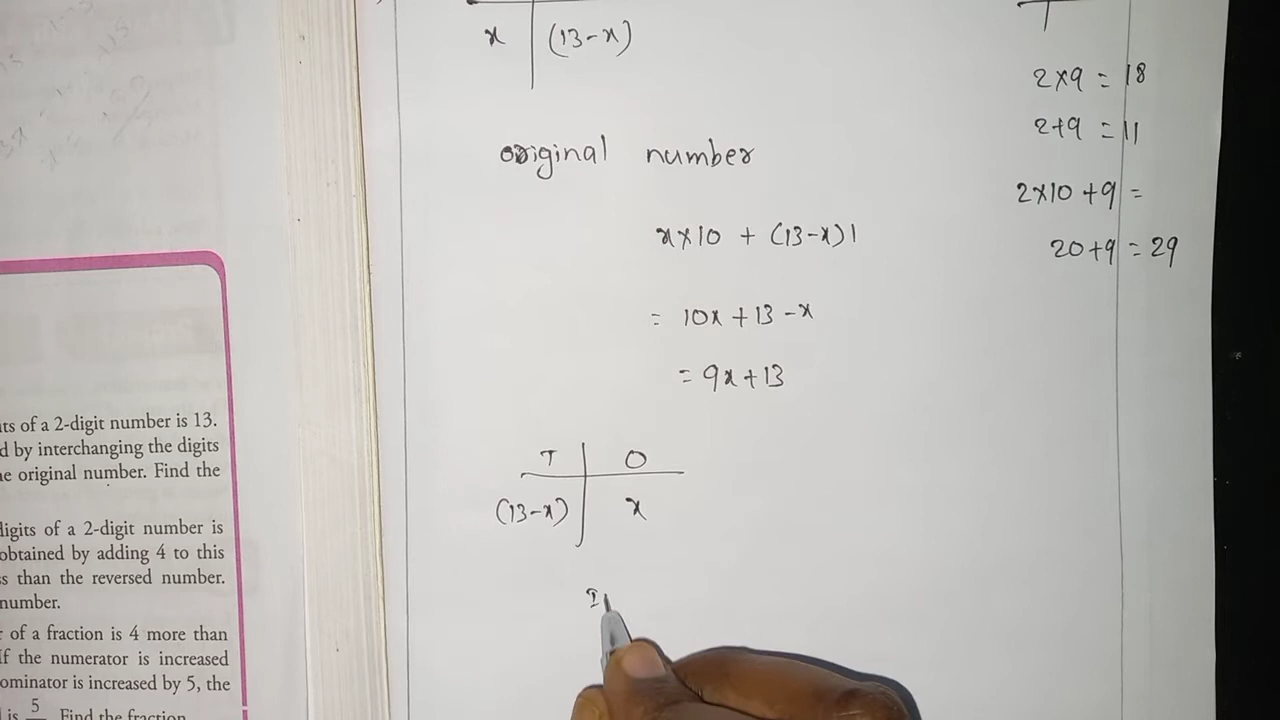 x (13-x)
original number
x×10 + (13-x)1
= 10x + 13 - x
= 9x + 13
T O
(13-x) x
I
T
2×9 = 18
2+9 = 11
2×10 + 9 =
20+9 = 29
ts of a 2-digit number is 13.
d by interchanging the digits
e original number. Find the
digits of a 2-digit number is
obtained by adding 4 to this
s than the reversed number.
number.
r of a fraction is 4 more than
If the numerator is increased
ominator is increased by 5, the
is 5 Find the fraction